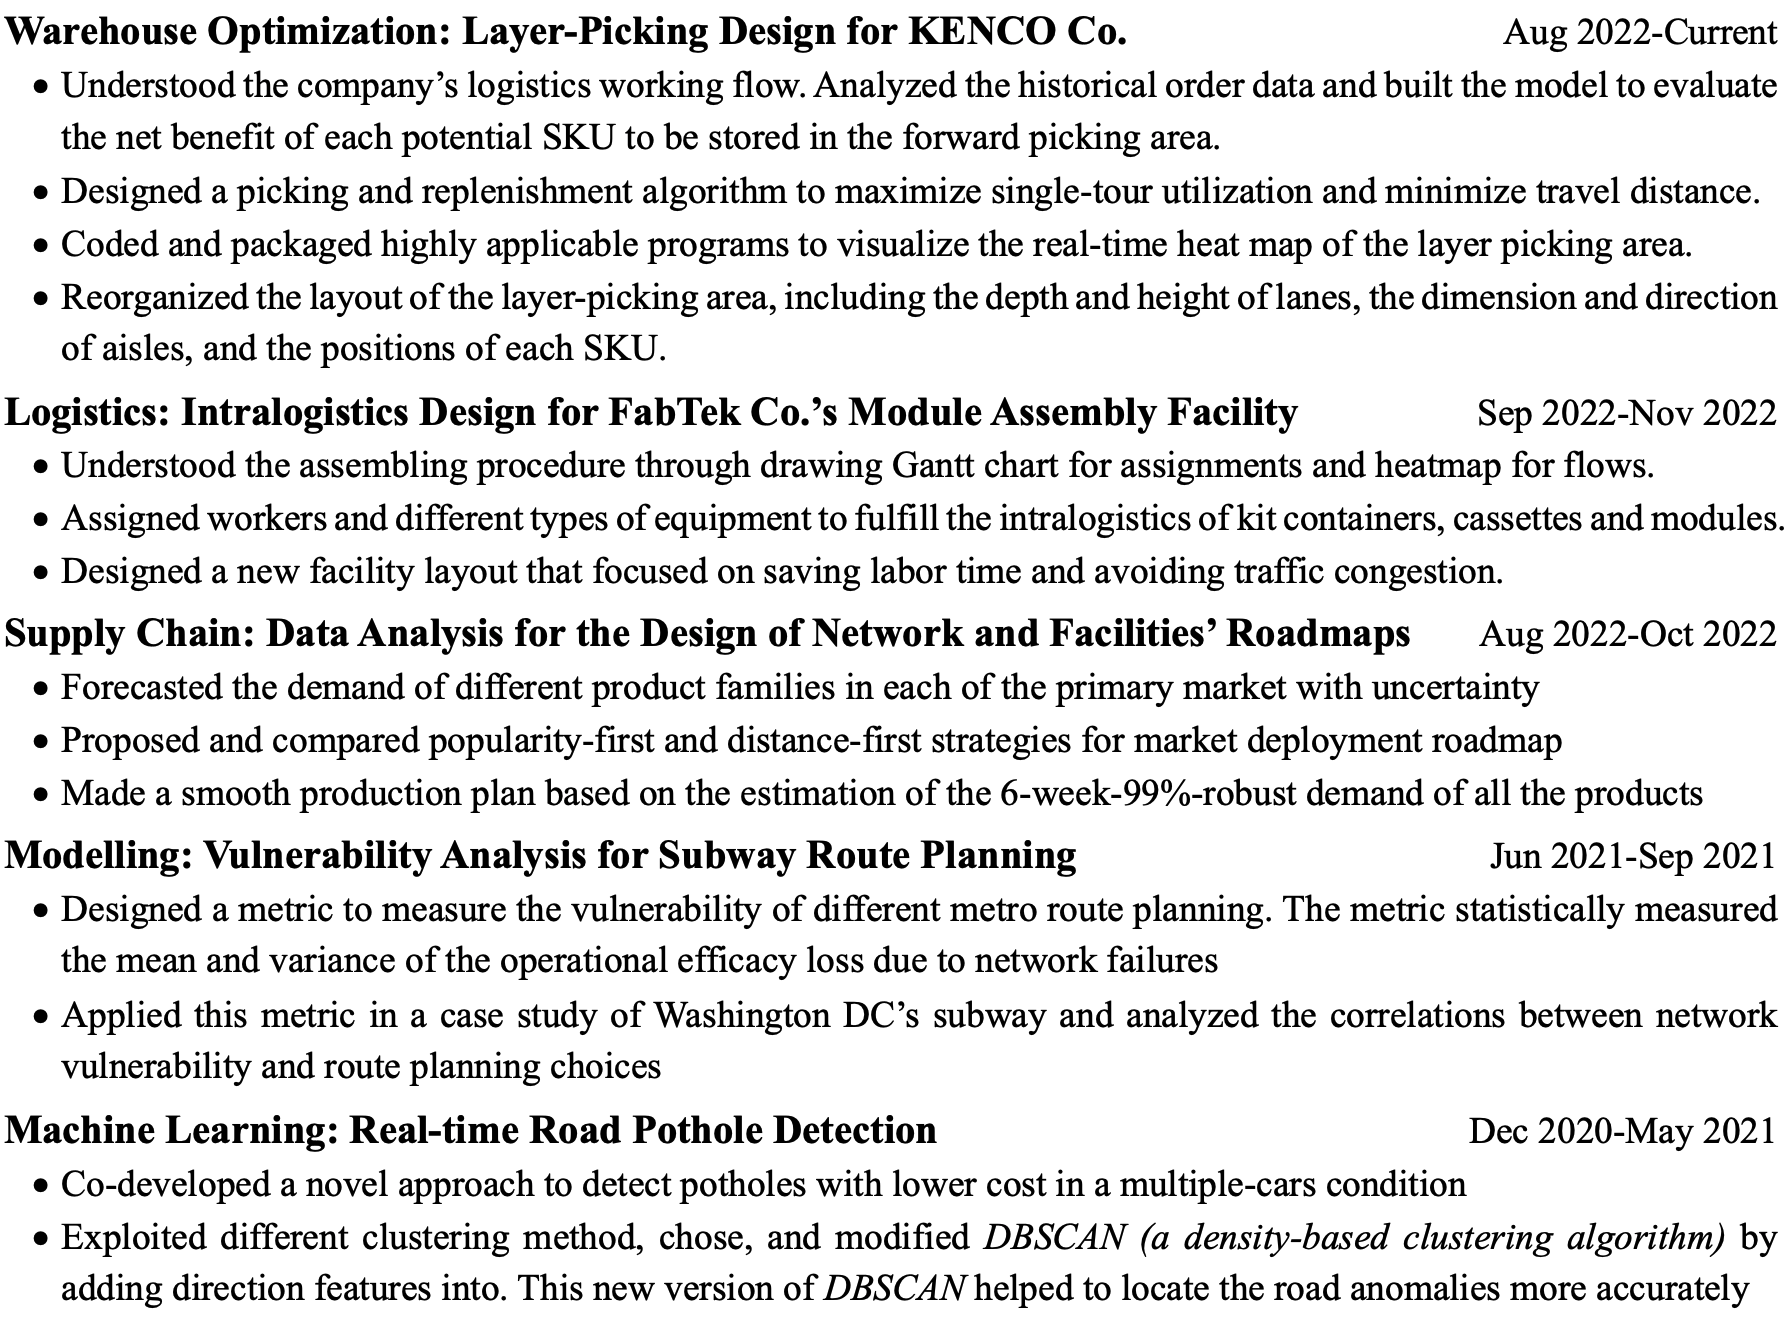 Warehouse Optimization: Layer-Picking Design for KENCO Co. Aug 2022-Current
• Understood the company’s logistics working flow. Analyzed the historical order data and built the model to evaluate
the net benefit of each potential SKU to be stored in the forward picking area.
• Designed a picking and replenishment algorithm to maximize single-tour utilization and minimize travel distance.
• Coded and packaged highly applicable programs to visualize the real-time heat map of the layer picking area.
• Reorganized the layout of the layer-picking area, including the depth and height of lanes, the dimension and direction
of aisles, and the positions of each SKU.
Logistics: Intralogistics Design for FabTek Co.’s Module Assembly Facility Sep 2022-Nov 2022
• Understood the assembling procedure through drawing Gantt chart for assignments and heatmap for flows.
• Assigned workers and different types of equipment to fulfill the intralogistics of kit containers, cassettes and modules.
• Designed a new facility layout that focused on saving labor time and avoiding traffic congestion.
Supply Chain: Data Analysis for the Design of Network and Facilities’ Roadmaps Aug 2022-Oct 2022
• Forecasted the demand of different product families in each of the primary market with uncertainty
• Proposed and compared popularity-first and distance-first strategies for market deployment roadmap
• Made a smooth production plan based on the estimation of the 6-week-99%-robust demand of all the products
Modelling: Vulnerability Analysis for Subway Route Planning Jun 2021-Sep 2021
• Designed a metric to measure the vulnerability of different metro route planning. The metric statistically measured
the mean and variance of the operational efficacy loss due to network failures
• Applied this metric in a case study of Washington DC’s subway and analyzed the correlations between network
vulnerability and route planning choices
Machine Learning: Real-time Road Pothole Detection Dec 2020-May 2021
• Co-developed a novel approach to detect potholes with lower cost in a multiple-cars condition
• Exploited different clustering method, chose, and modified DBSCAN (a density-based clustering algorithm) by
adding direction features into. This new version of DBSCAN helped to locate the road anomalies more accurately